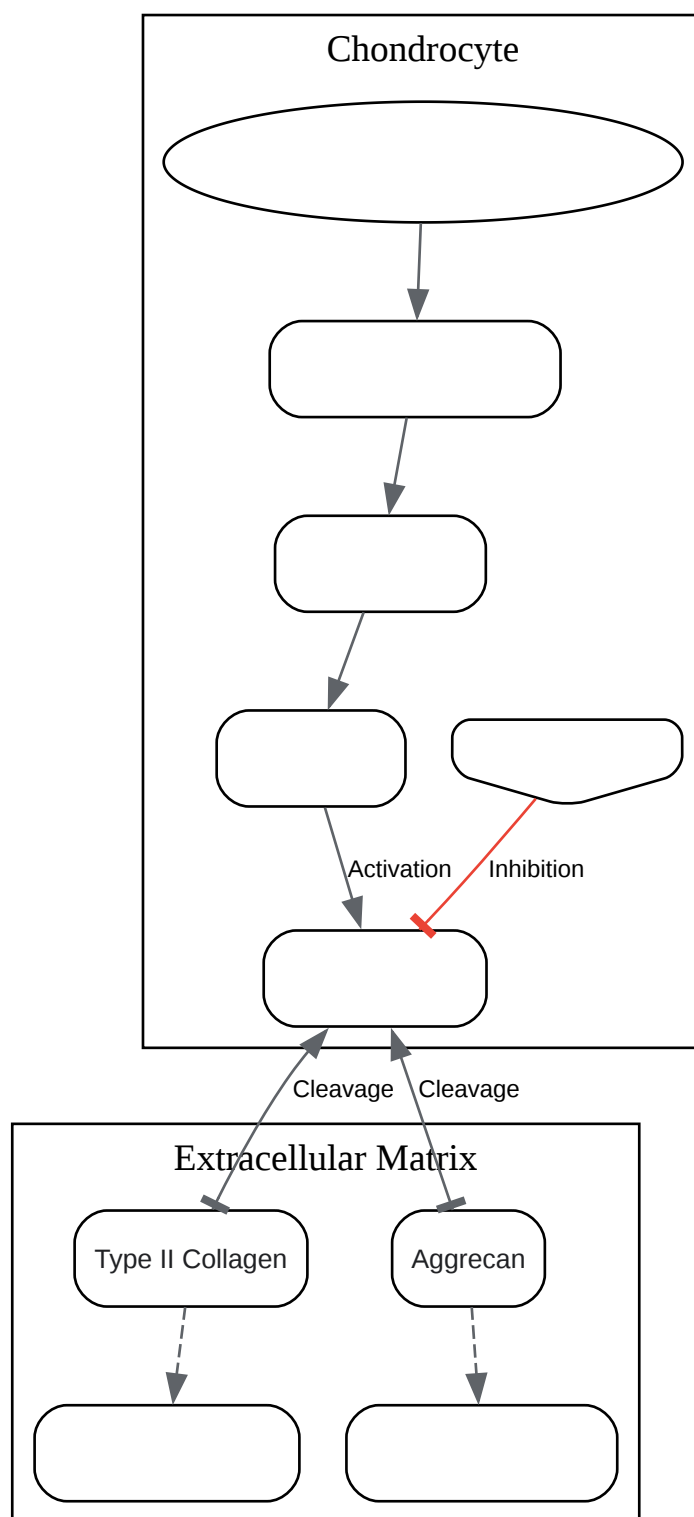 Chondrocyte
Activation
Inhibition
Cleavage
Cleavage
Extracellular Matrix
Type II Collagen
Aggrecan